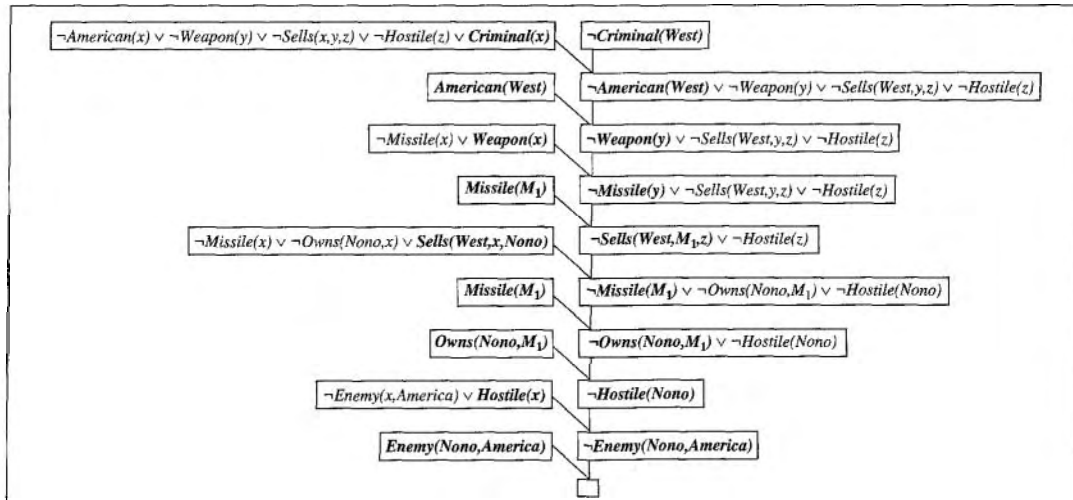 ¬American(x) ∨ ¬Weapon(y) ∨ ¬Sells(x,y,z) ∨ ¬Hostile(z) ∨ Criminal(x) ¬Criminal(West)
American(West) ¬American(West) ∨ ¬Weapon(y) ∨ ¬Sells(West,y,z) ∨ ¬Hostile(z)
¬Missile(x) ∨ Weapon(x) ¬Weapon(y) ∨ ¬Sells(West,y,z) ∨ ¬Hostile(z)
Missile(M₁) ¬Missile(y) ∨ ¬Sells(West,y,z) ∨ ¬Hostile(z)
¬Missile(x) ∨ ¬Owns(Nono,x) ∨ Sells(West,x,Nono) ¬Sells(West,M₁,z) ∨ ¬Hostile(z)
Missile(M₁) ¬Missile(M₁) ∨ ¬Owns(Nono,M₁) ∨ ¬Hostile(Nono)
Owns(Nono,M₁) ¬Owns(Nono,M₁) ∨ ¬Hostile(Nono)
¬Enemy(x,America) ∨ Hostile(x) ¬Hostile(Nono)
Enemy(Nono,America) ¬Enemy(Nono,America)